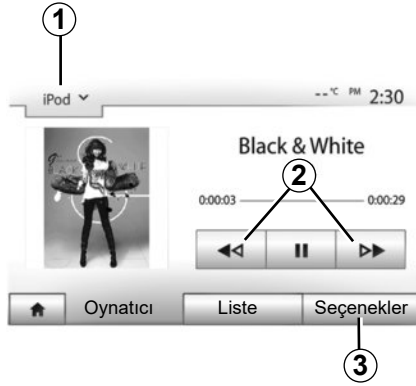 1
iPod
--°C PM 2:30
Black & White
2
0:00:03 0:00:29
Oynatıcı Liste Seçenekler
3